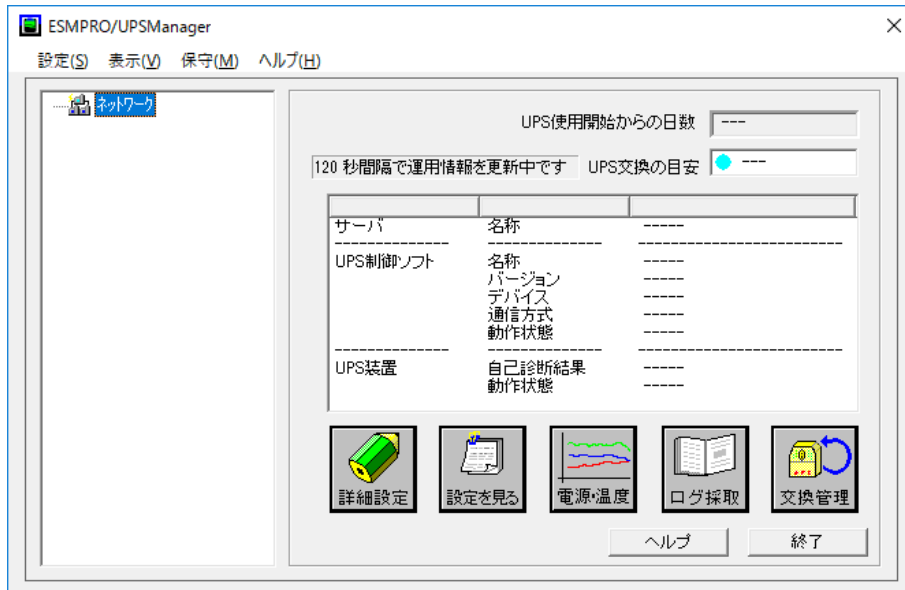 ESMPRO/UPSManager
設定(S) 表示(V) 保守(M) ヘルプ(H)
ネットワーク
UPS使用開始からの日数 ---
120 秒間隔で運用情報を更新中です UPS交換の目安 ---
サーバ 名称 -----
-------------- -------------- -------------------------
UPS制御ソフト 名称 -----
バージョン -----
デバイス -----
通信方式 -----
動作状態 -----
-------------- -------------- -------------------------
UPS装置 自己診断結果 -----
動作状態 -----
詳細設定 設定を見る 電源・温度 ログ採取 交換管理
ヘルプ 終了